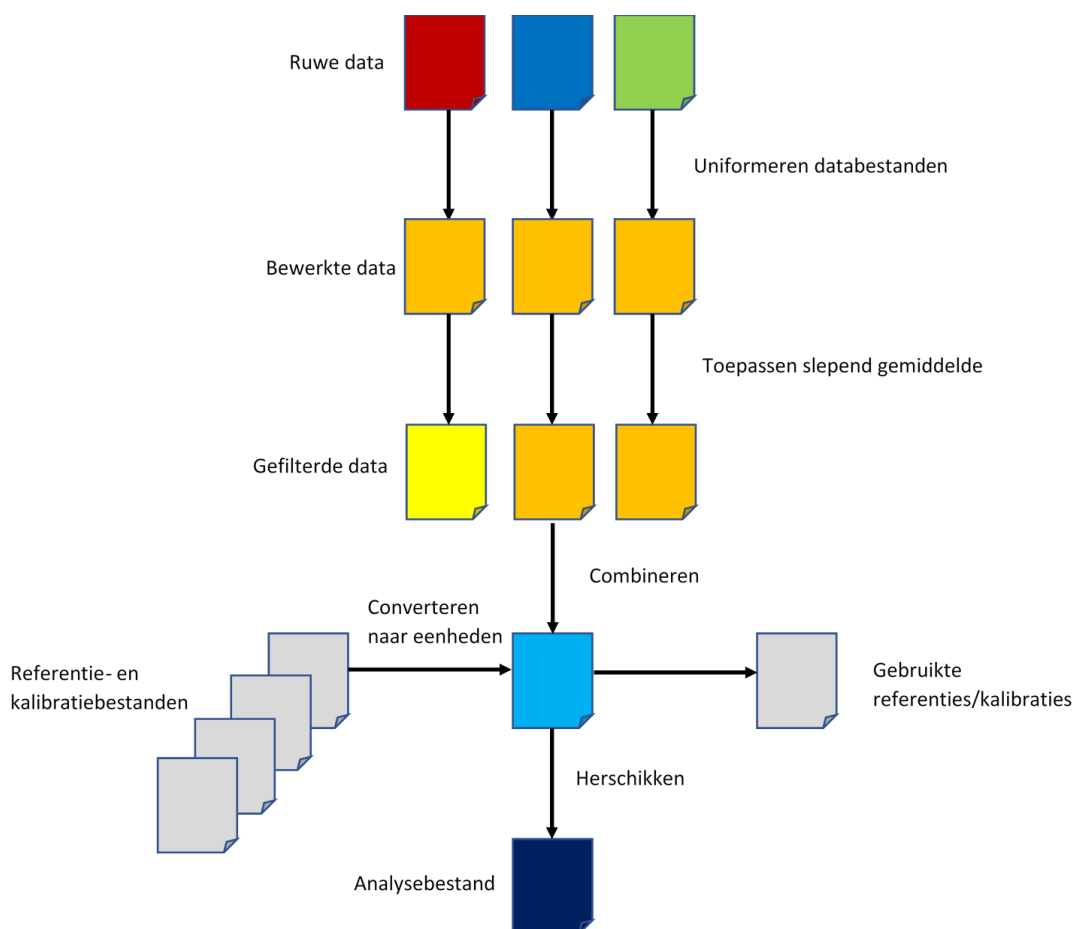 Ruwe data
Uniformeren databestanden
Bewerkte data
Toepassen slepend gemiddelde
Gefilterde data
Combineren
Converteren
naar eenheden
Referentie- en
kalibratiebestanden
Gebruikte
referenties/kalibraties
Herschikken
Analysebestand